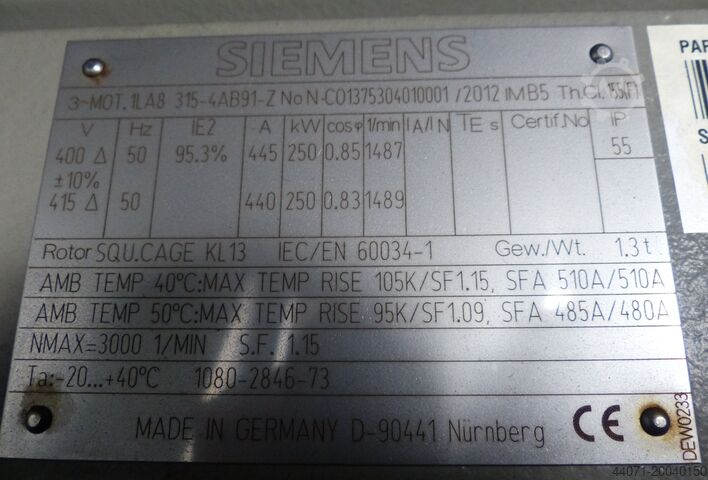 SIEMENS
3-MOT. 1LA8 315-4AB91-Z No N-CO1375304010001 /2012 IM B5 Th.Cl. 155(F)
V Hz IE2 A kW cosφ 1/min IA/IN TE s Certif.No IP
400 Δ 50 95.3% 445 250 0.85 1487 55
±10%
415 Δ 50 440 250 0.83 1489
Rotor SQU.CAGE KL13 IEC/EN 60034-1 Gew./Wt. 1.3 t
AMB TEMP 40°C:MAX TEMP RISE 105K/SF1.15, SFA 510A/510A
AMB TEMP 50°C:MAX TEMP RISE 95K/SF1.09, SFA 485A/480A
NMAX=3000 1/MIN S.F. 1.15
Ta:-20...+40°C 1080-2846-73
MADE IN GERMANY D-90441 Nürnberg CE
DEW0233
PAR
S
44071-20040150